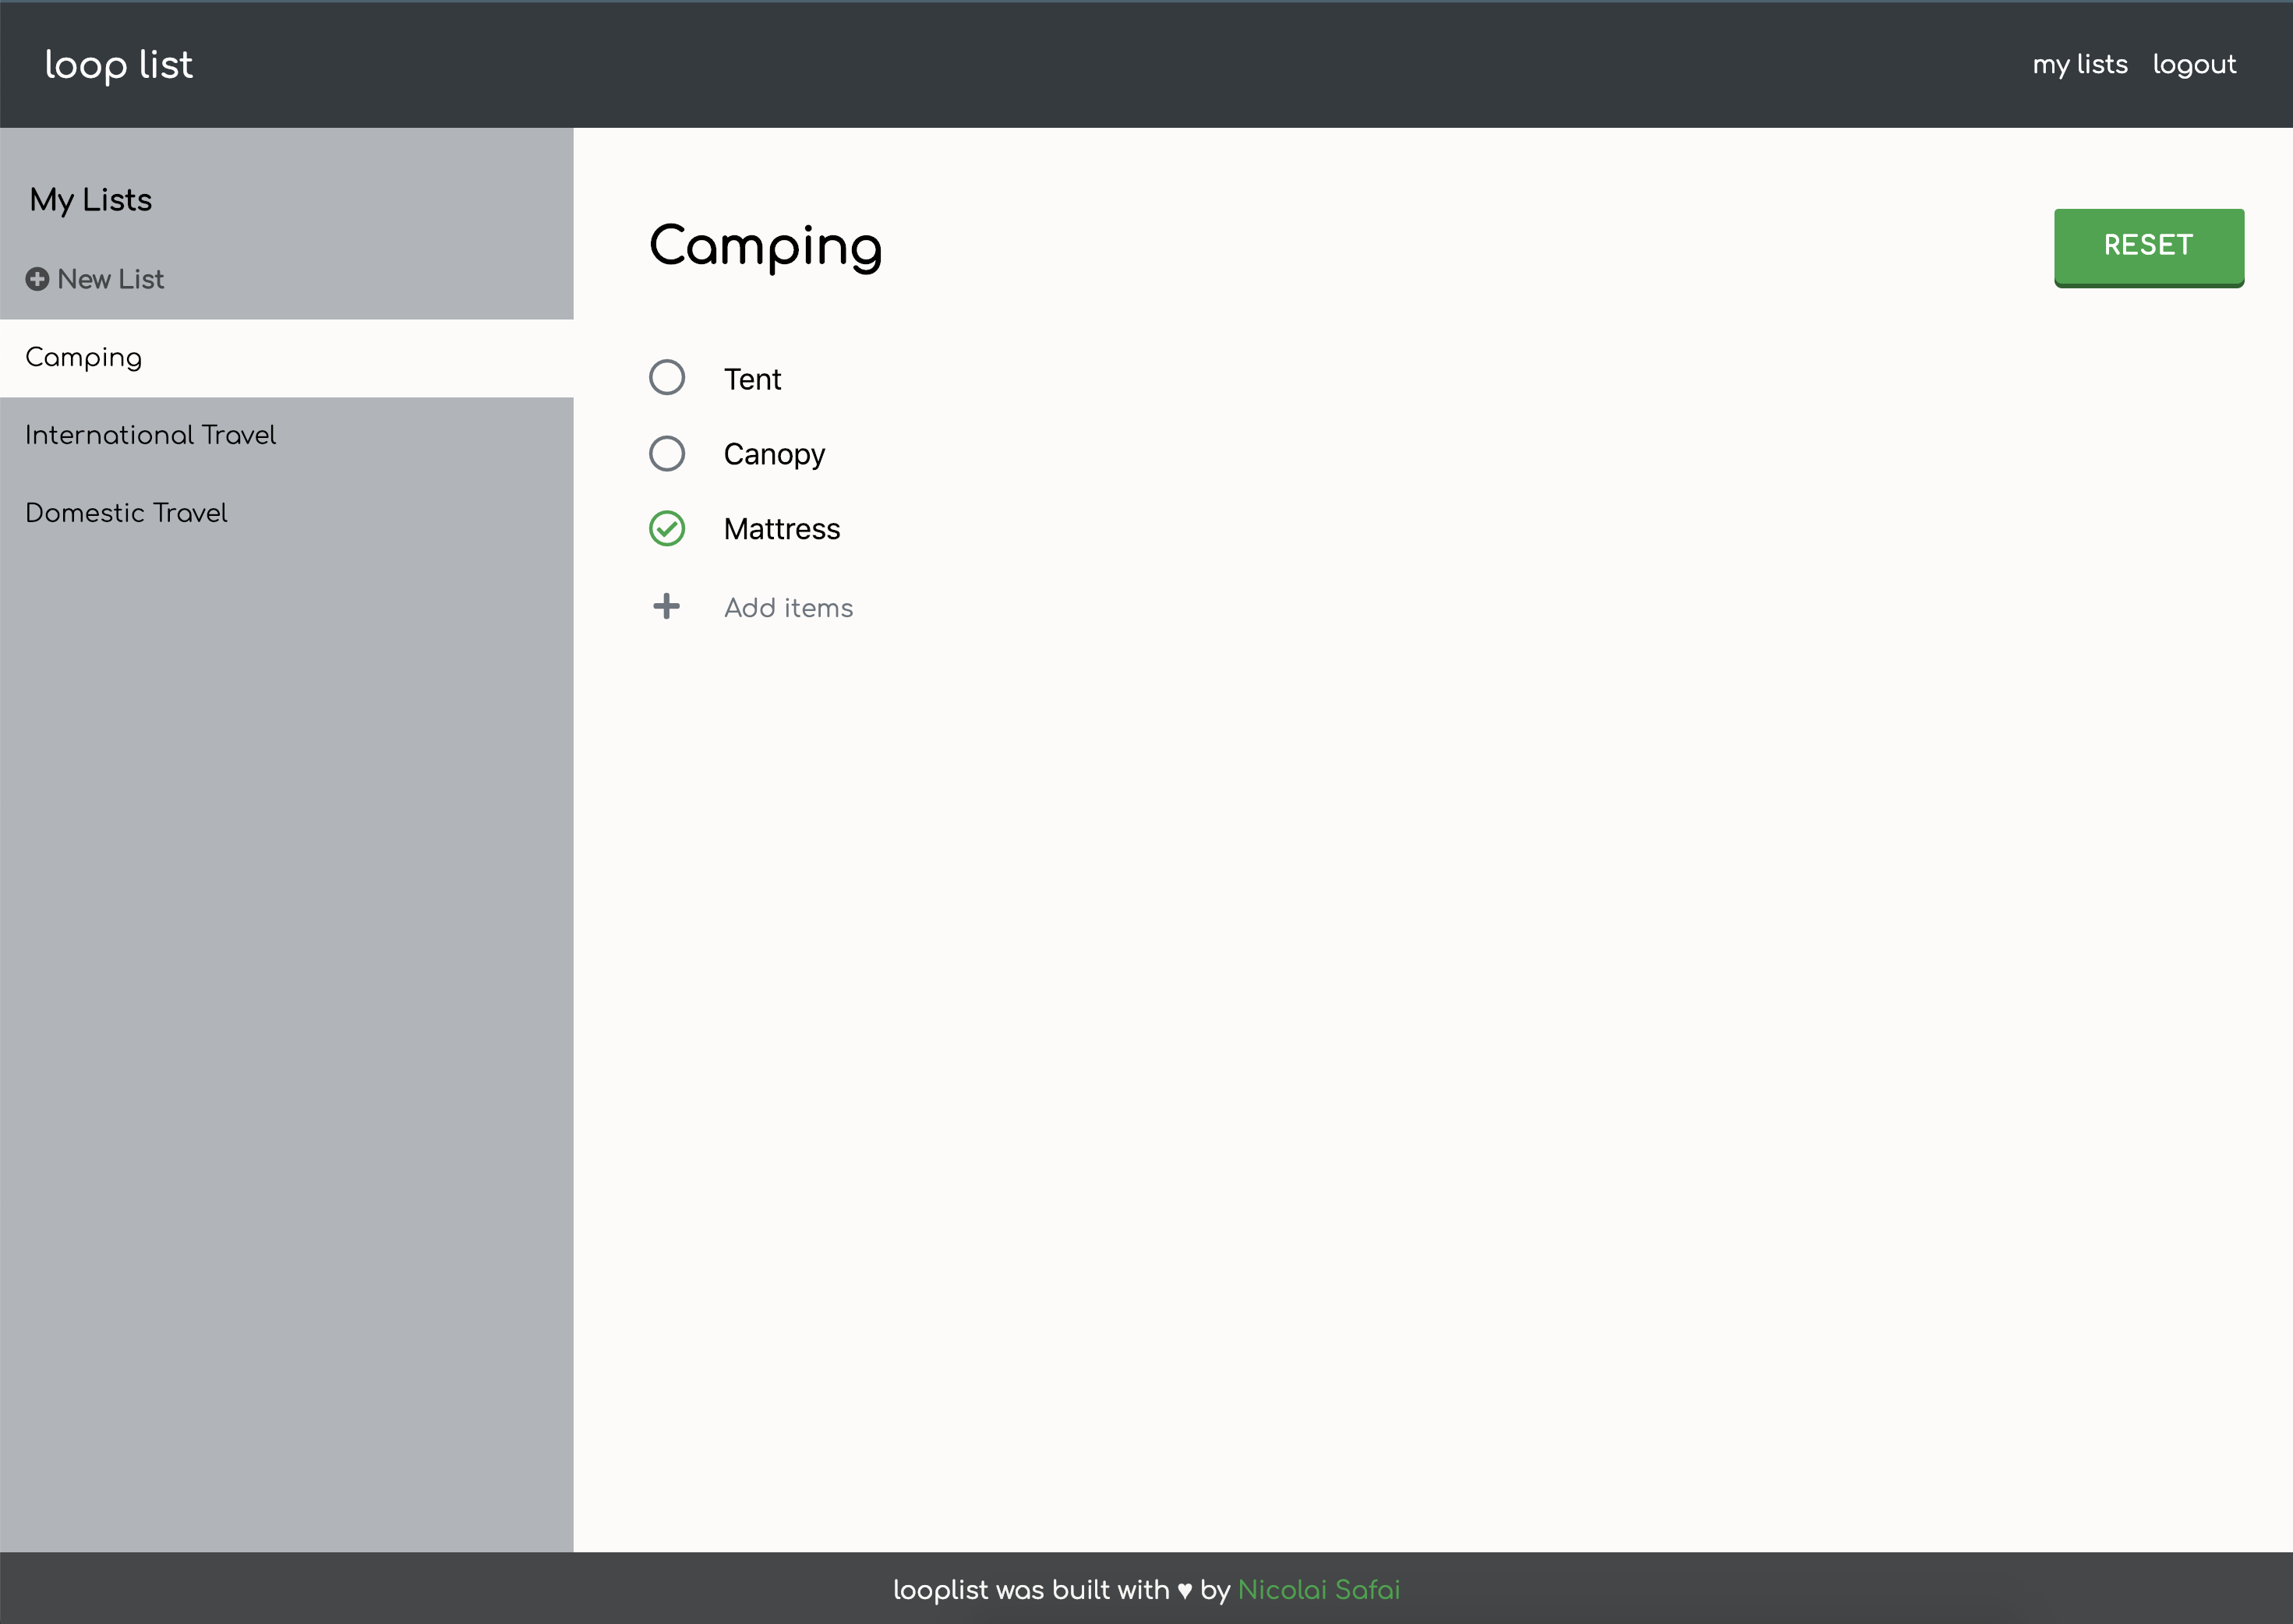 loop list
my lists logout
My Lists
New List
Camping
International Travel
Domestic Travel
Camping
RESET
Tent
Canopy
Mattress
Add items
looplist was built with ♥ by Nicolai Safai